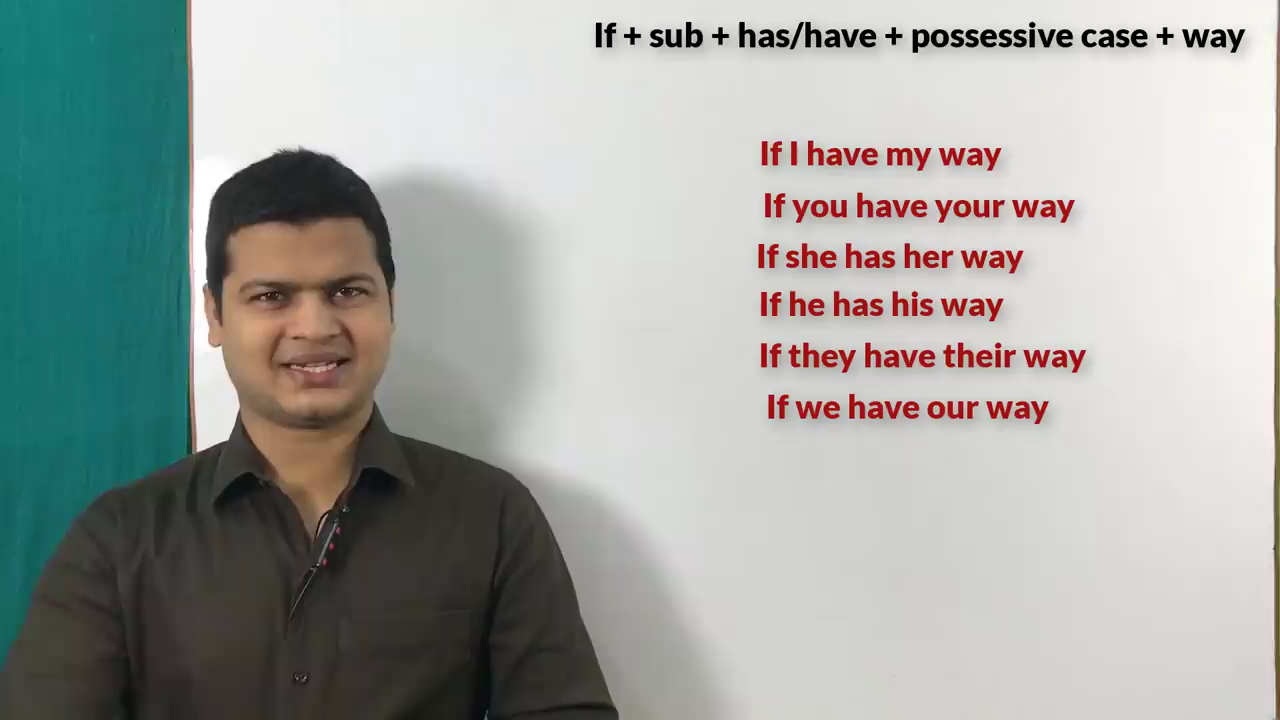 If + sub + has/have + possessive case + way
If I have my way
If you have your way
If she has her way
If he has his way
If they have their way
If we have our way